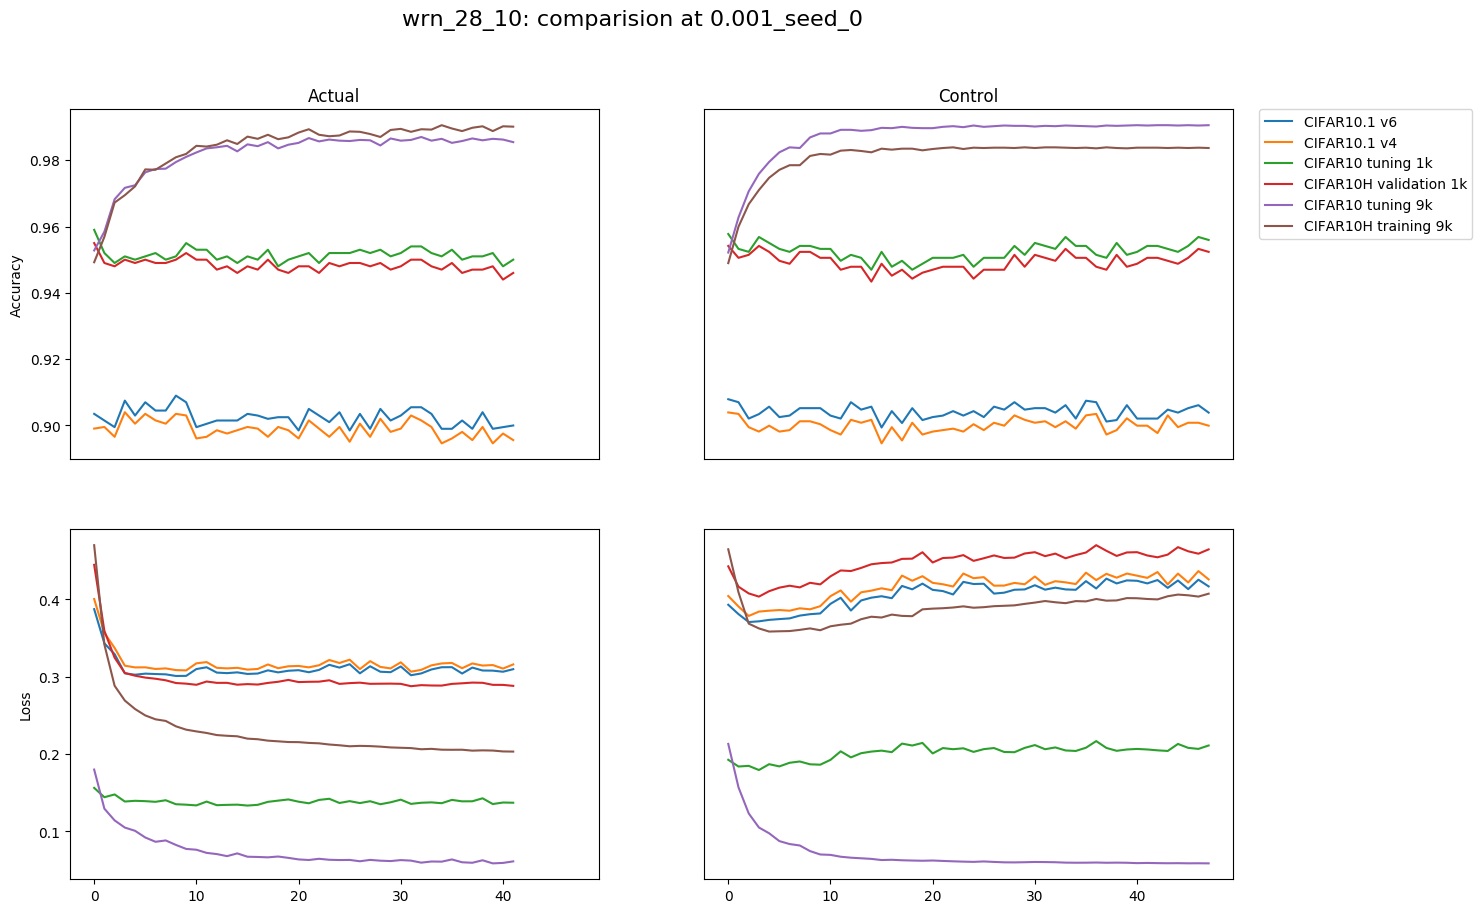 wrn_28_10: comparision at 0.001_seed_0
Actual
Control
CIFAR10.1 v6
CIFAR10.1 v4
CIFAR10 tuning 1k
CIFAR10H validation 1k
CIFAR10 tuning 9k
CIFAR10H training 9k
Accuracy
0.98
0.96
0.94
0.92
0.90
Loss
0.4
0.3
0.2
0.1
0 10 20 30 40
0 10 20 30 40